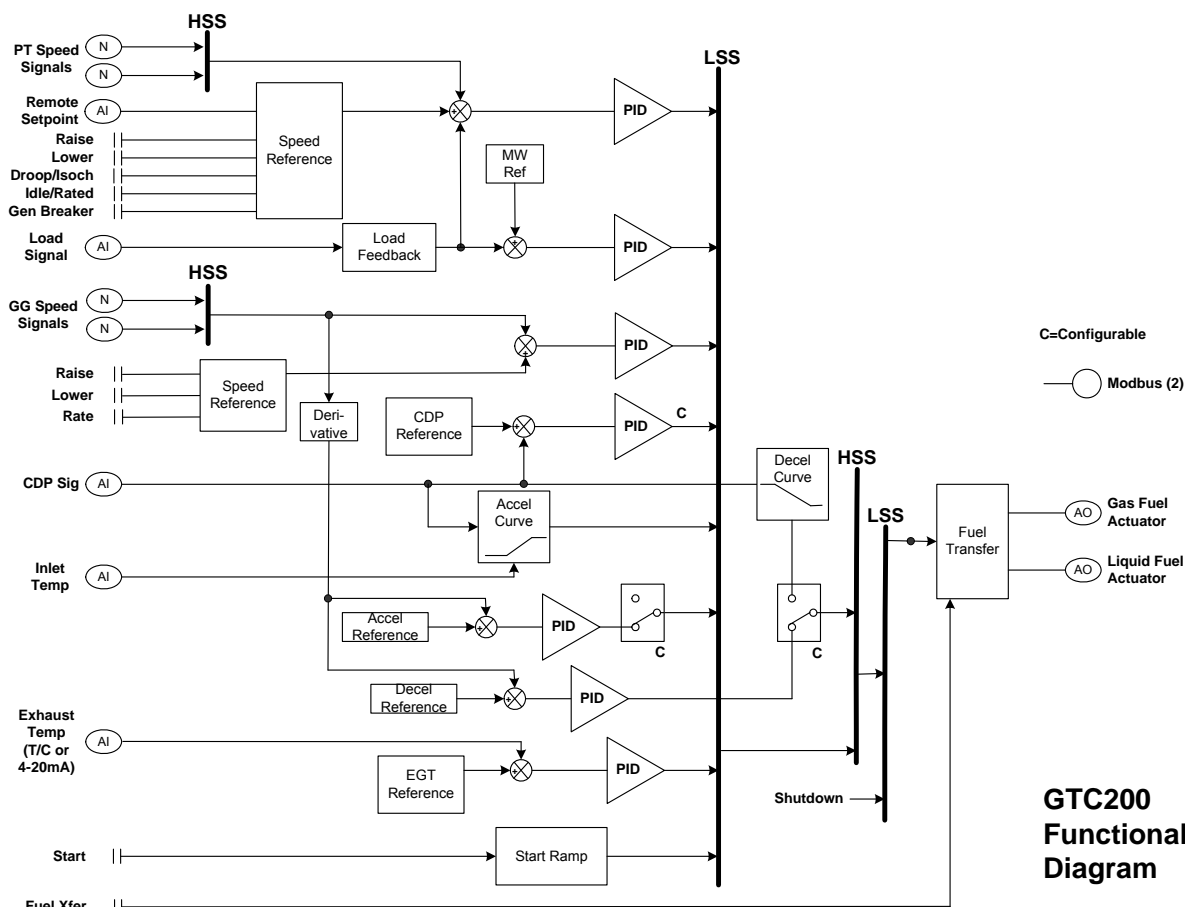 HSS
LSS
PT Speed
Signals
N
N
Remote
Setpoint
AI
Raise
Lower
Droop/Isoch
Idle/Rated
Gen Breaker
Speed
Reference
PID
MW
Ref
Load
Signal
AI
Load
Feedback
PID
HSS
GG Speed
Signals
N
N
PID
C=Configurable
Modbus (2)
Raise
Lower
Rate
Speed
Reference
Deri-
vative
CDP
Reference
PID
C
CDP Sig
AI
Accel
Curve
Decel
Curve
HSS
LSS
Fuel
Transfer
AO
Gas Fuel
Actuator
AO
Liquid Fuel
Actuator
Inlet
Temp
AI
Accel
Reference
PID
C
C
Decel
Reference
PID
Exhaust
Temp
(T/C or
4-20mA)
AI
EGT
Reference
PID
Shutdown
Start
Start Ramp
GTC200
Functional
Diagram
Fuel Xfer